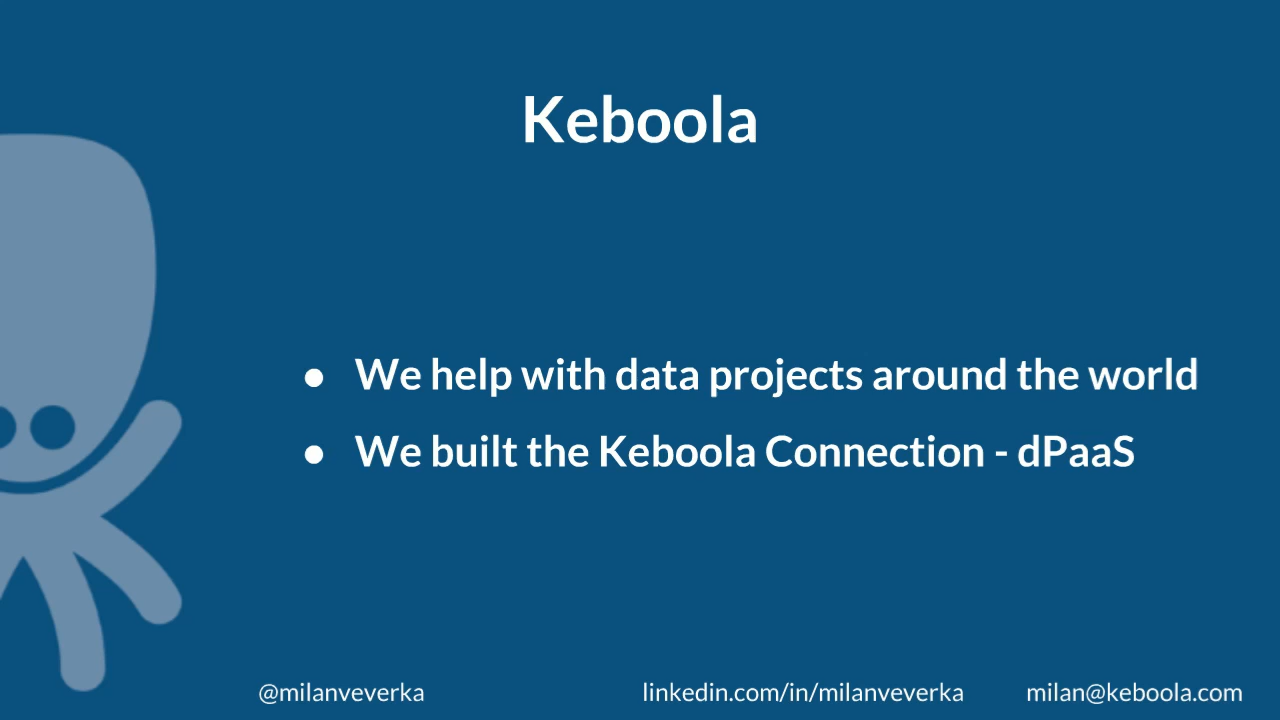 Keboola
● We help with data projects around the world
● We built the Keboola Connection - dPaaS
@milanveverka linkedin.com/in/milanveverka milan@keboola.com